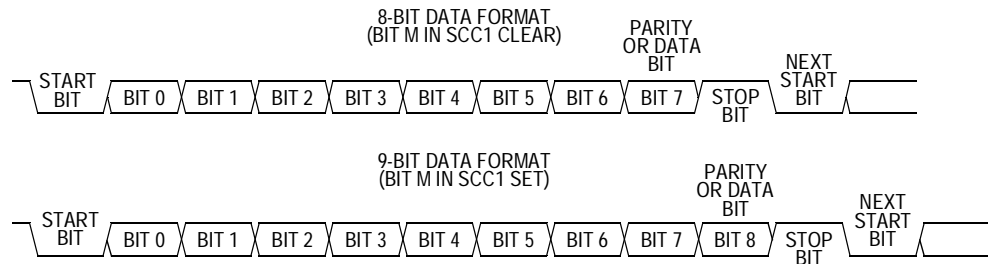 8-BIT DATA FORMAT
(BIT M IN SCC1 CLEAR)
PARITY
OR DATA
BIT
START
BIT
BIT 0
BIT 1
BIT 2
BIT 3
BIT 4
BIT 5
BIT 6
BIT 7
STOP
BIT
NEXT
START
BIT
9-BIT DATA FORMAT
(BIT M IN SCC1 SET)
PARITY
OR DATA
BIT
START
BIT
BIT 0
BIT 1
BIT 2
BIT 3
BIT 4
BIT 5
BIT 6
BIT 7
BIT 8
STOP
BIT
NEXT
START
BIT